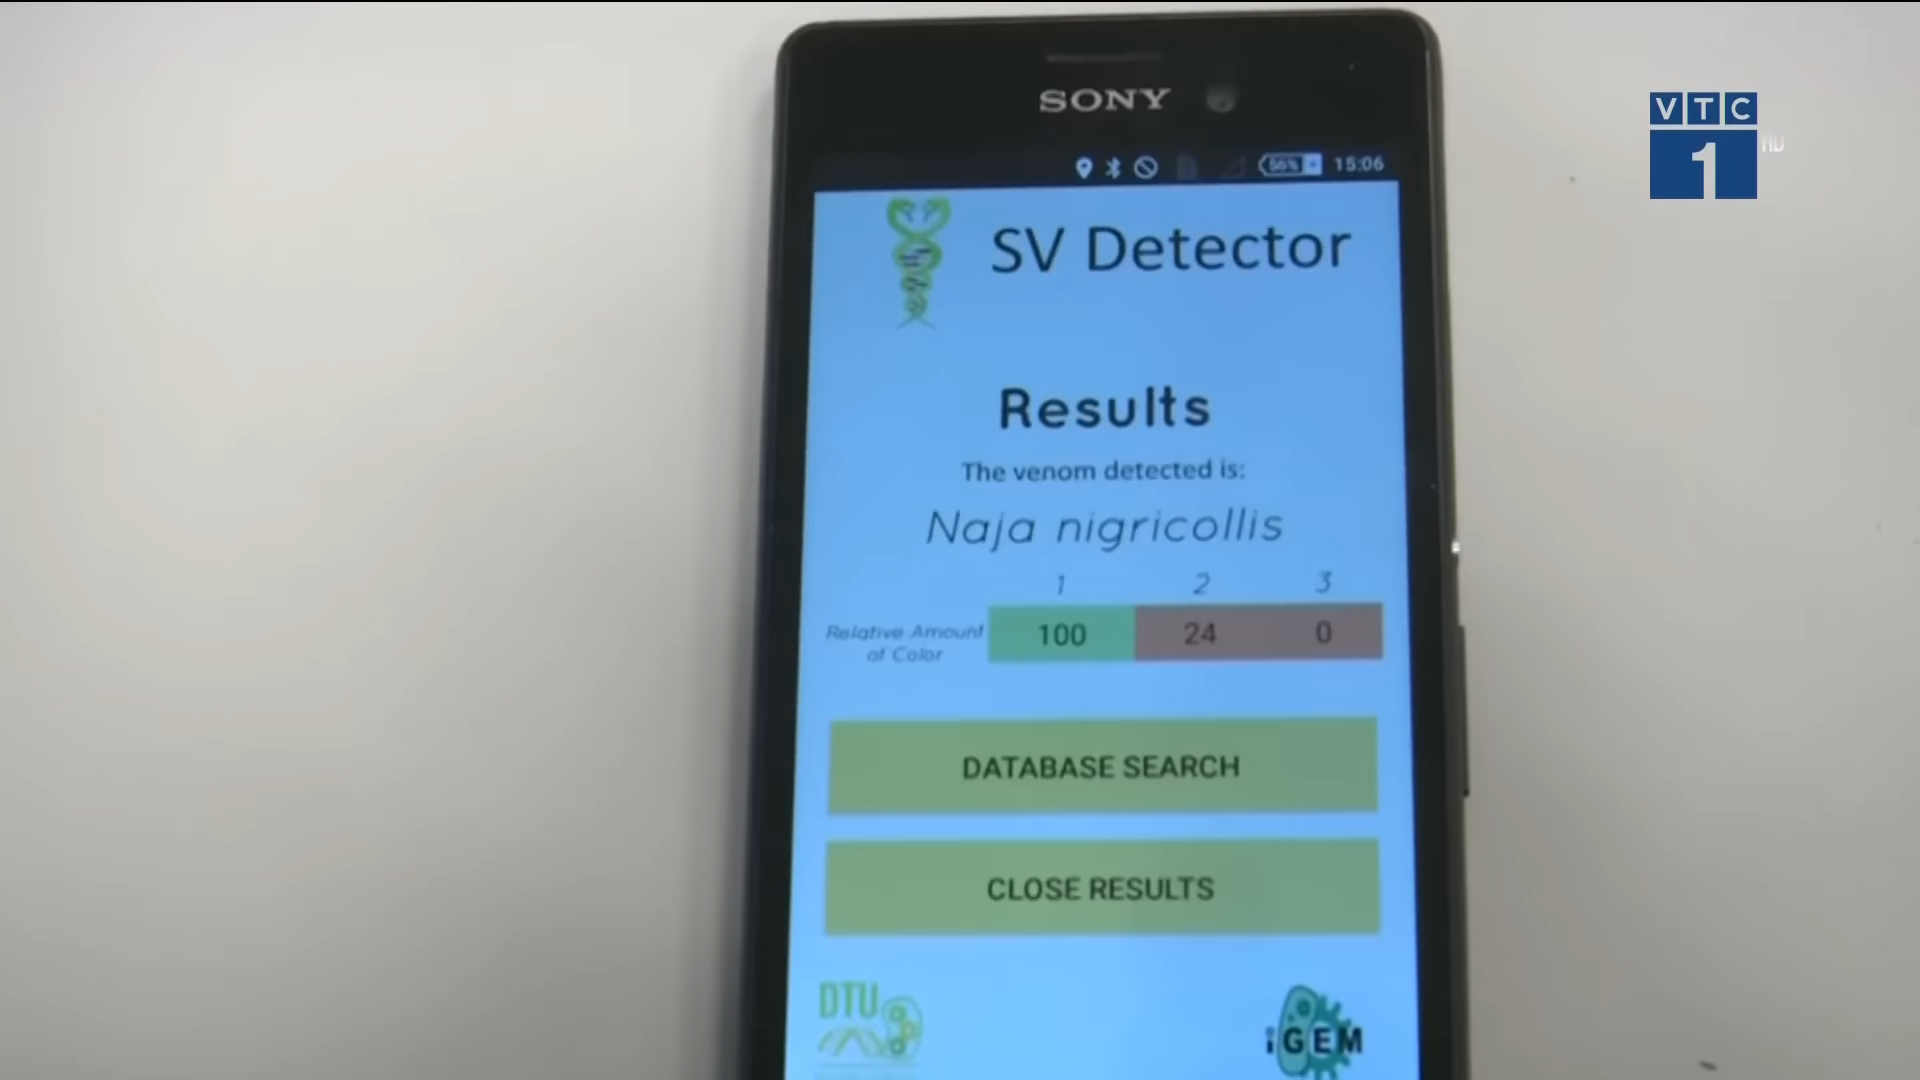 SONY
VTC
1
HD
56%
15:06
SV Detector
Results
The venom detected is:
Naja nigricollis
1 2 3
Relative Amount
of Color
100 24 0
DATABASE SEARCH
CLOSE RESULTS
DTU
iGEM